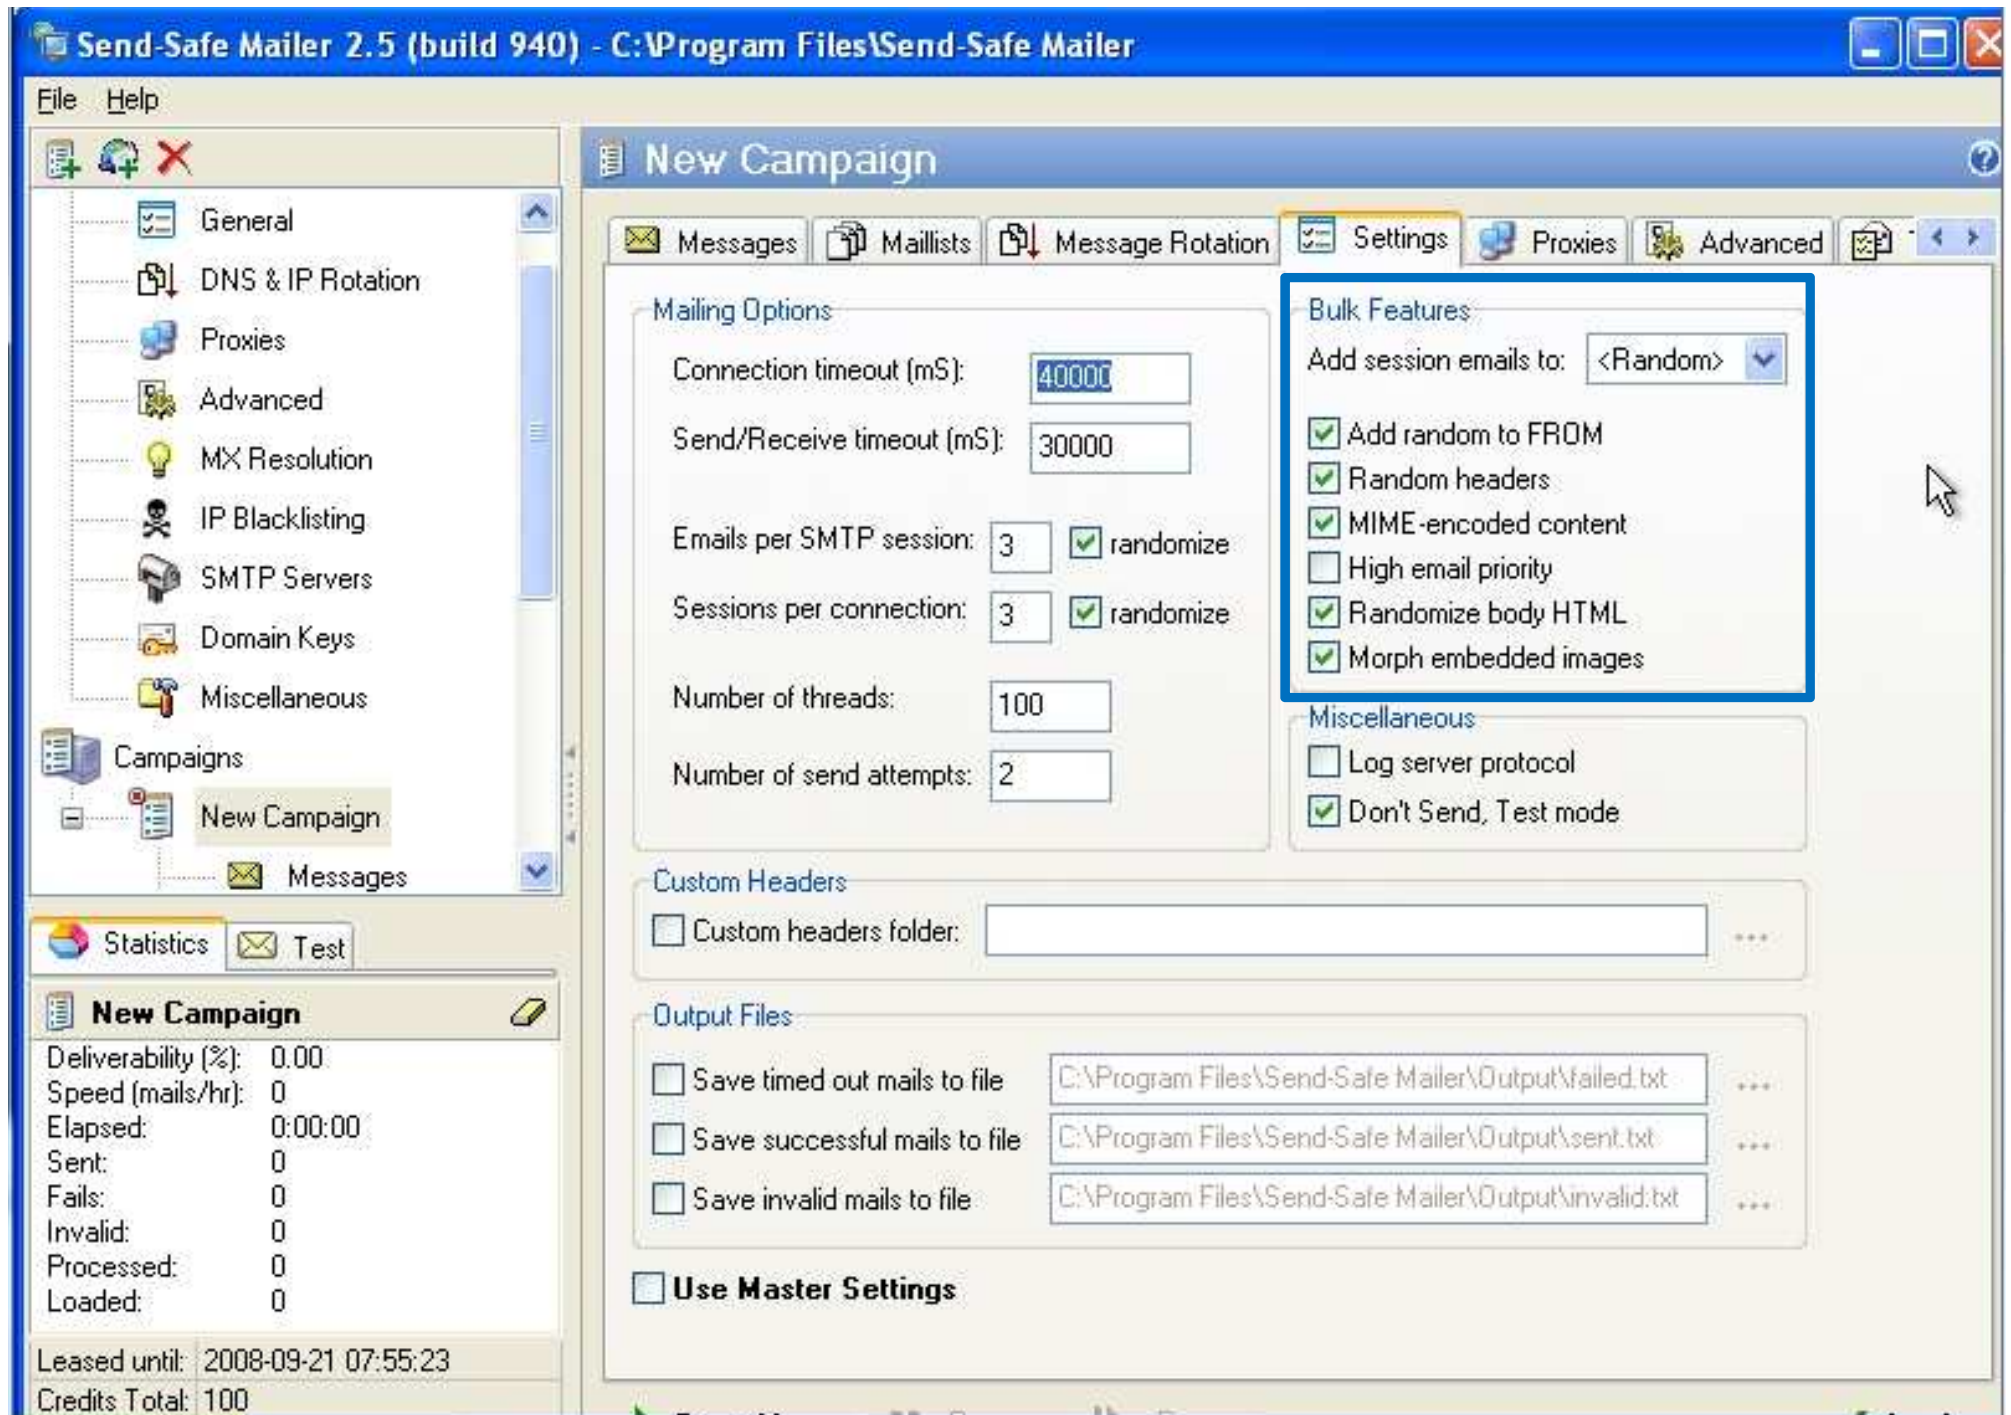 Send-Safe Mailer 2.5 (build 940) - C:\Program Files\Send-Safe Mailer
File Help
General
DNS & IP Rotation
Proxies
Advanced
MX Resolution
IP Blacklisting
SMTP Servers
Domain Keys
Miscellaneous
Campaigns
New Campaign
Messages
Statistics Test
New Campaign
Deliverability (%): 0.00
Speed (mails/hr): 0
Elapsed: 0:00:00
Sent: 0
Fails: 0
Invalid: 0
Processed: 0
Loaded: 0
Leased until: 2008-09-21 07:55:23
Credits Total: 100
New Campaign
Messages Maillists Message Rotation Settings Proxies Advanced
Mailing Options
Connection timeout (mS): 40000
Send/Receive timeout (mS): 30000
Emails per SMTP session: 3 randomize
Sessions per connection: 3 randomize
Number of threads: 100
Number of send attempts: 2
Bulk Features
Add session emails to: <Random>
Add random to FROM
Random headers
MIME-encoded content
High email priority
Randomize body HTML
Morph embedded images
Miscellaneous
Log server protocol
Don't Send, Test mode
Custom Headers
Custom headers folder: ...
Output Files
Save timed out mails to file C:\Program Files\Send-Safe Mailer\Output\failed.txt ...
Save successful mails to file C:\Program Files\Send-Safe Mailer\Output\sent.txt ...
Save invalid mails to file C:\Program Files\Send-Safe Mailer\Output\invalid.txt ...
Use Master Settings